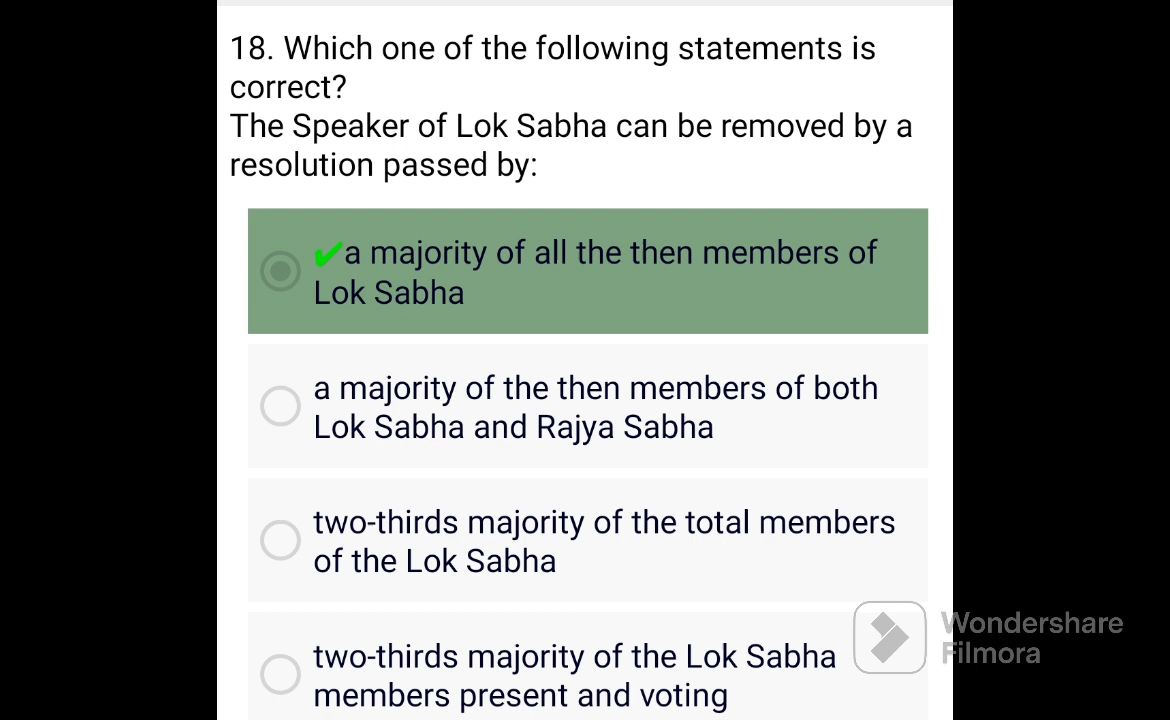 18. Which one of the following statements is
correct?
The Speaker of Lok Sabha can be removed by a
resolution passed by:
✔a majority of all the then members of
Lok Sabha
a majority of the then members of both
Lok Sabha and Rajya Sabha
two-thirds majority of the total members
of the Lok Sabha
two-thirds majority of the Lok Sabha
members present and voting
Wondershare
Filmora